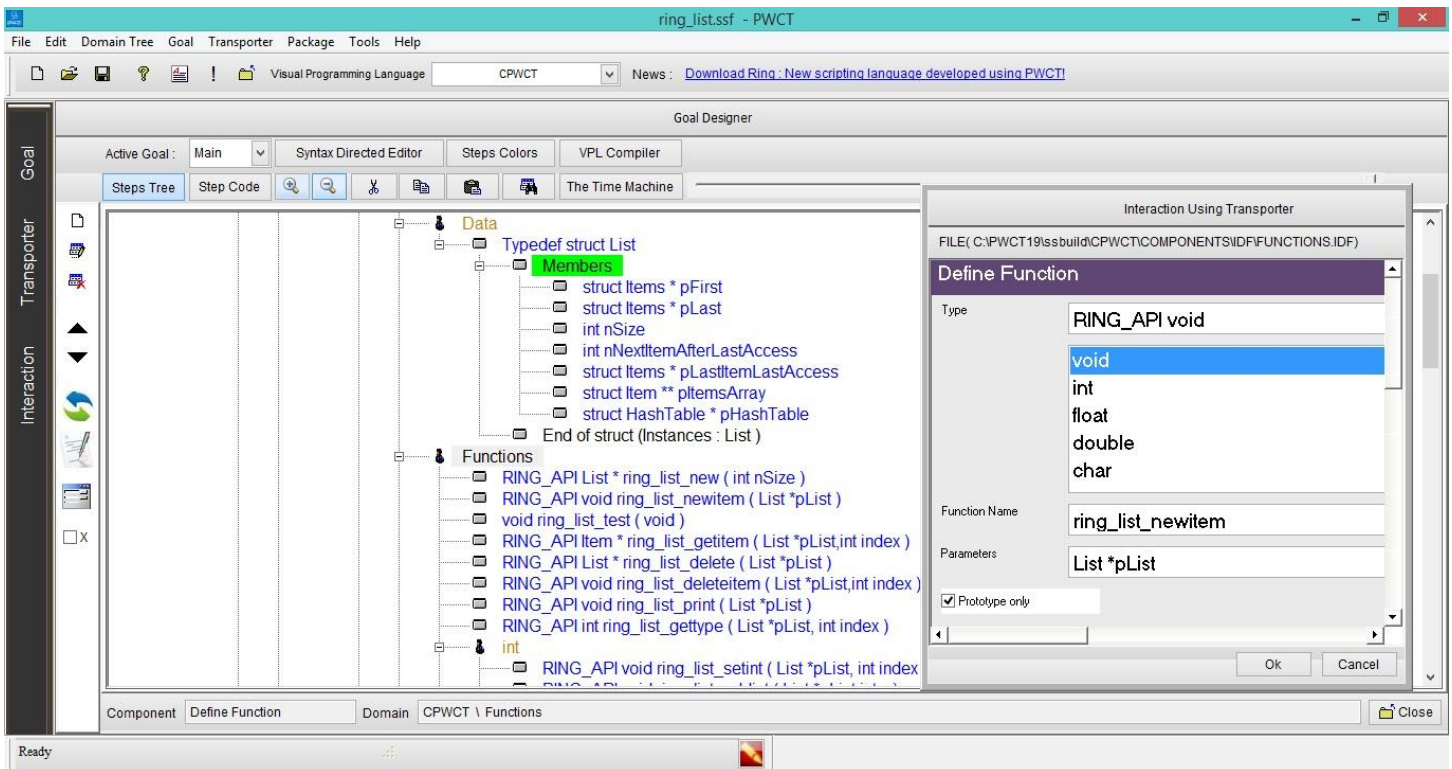 ring_list.ssf - PWCT
File Edit Domain Tree Goal Transporter Package Tools Help
Visual Programming Language CPWCT News : Download Ring : New scripting language developed using PWCT!
Goal Designer
Active Goal : Main Syntax Directed Editor Steps Colors VPL Compiler
Steps Tree Step Code The Time Machine
Goal
Transporter
Interaction
X
Data
Typedef struct List
Members
struct Items * pFirst
struct Items * pLast
int nSize
int nNextItemAfterLastAccess
struct Items * pLastItemLastAccess
struct Item ** pItemsArray
struct HashTable * pHashTable
End of struct (Instances : List )
Functions
RING_API List * ring_list_new ( int nSize )
RING_API void ring_list_newitem ( List *pList )
void ring_list_test ( void )
RING_API Item * ring_list_getitem ( List *pList,int index )
RING_API List * ring_list_delete ( List *pList )
RING_API void ring_list_deleteitem ( List *pList,int index )
RING_API void ring_list_print ( List *pList )
RING_API int ring_list_gettype ( List *pList, int index )
int
RING_API void ring_list_setint ( List *pList, int index
Interaction Using Transporter
FILE( C:\PWCT19\ssbuild\CPWCT\COMPONENTS\IDF\FUNCTIONS.IDF)
Define Function
Type RING_API void
void
int
float
double
char
Function Name ring_list_newitem
Parameters List *pList
Prototype only
Ok Cancel
Component Define Function Domain CPWCT \ Functions Close
Ready